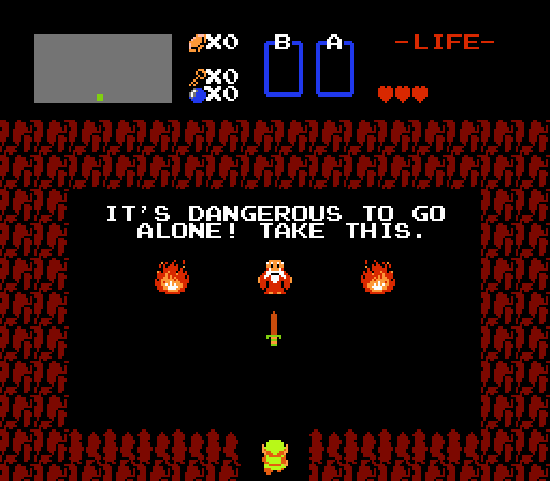 X0
B
A
-LIFE-
X0
X0
IT'S DANGEROUS TO GO
ALONE! TAKE THIS.